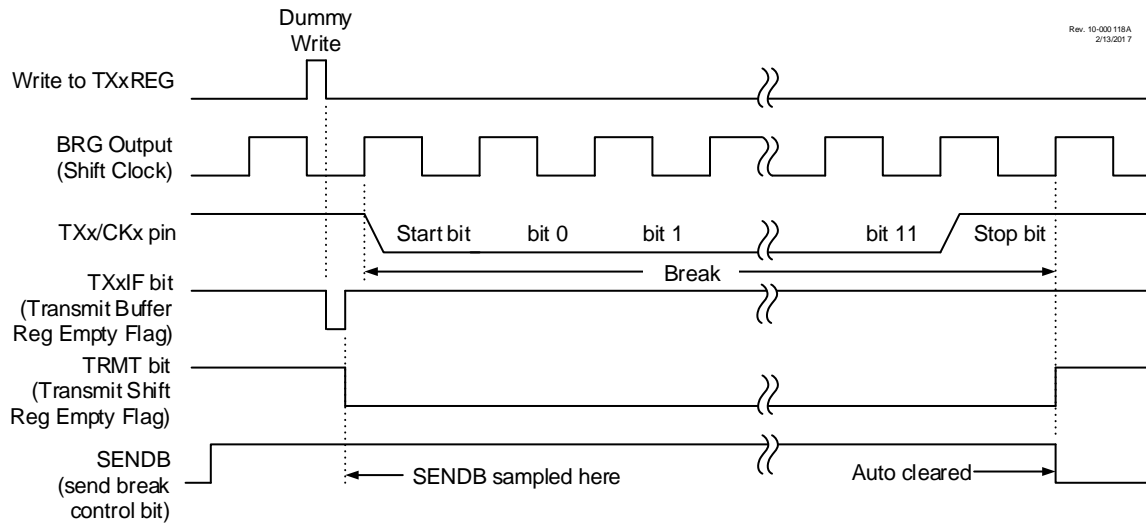 Dummy
Write
Rev. 10-000 118A
2/13/201 7
Write to TXxREG
BRG Output
(Shift Clock)
TXx/CKx pin
Start bit
bit 0
bit 1
bit 11
Stop bit
Break
TXxIF bit
(Transmit Buffer
Reg Empty Flag)
TRMT bit
(Transmit Shift
Reg Empty Flag)
SENDB
(send break
control bit)
SENDB sampled here
Auto cleared